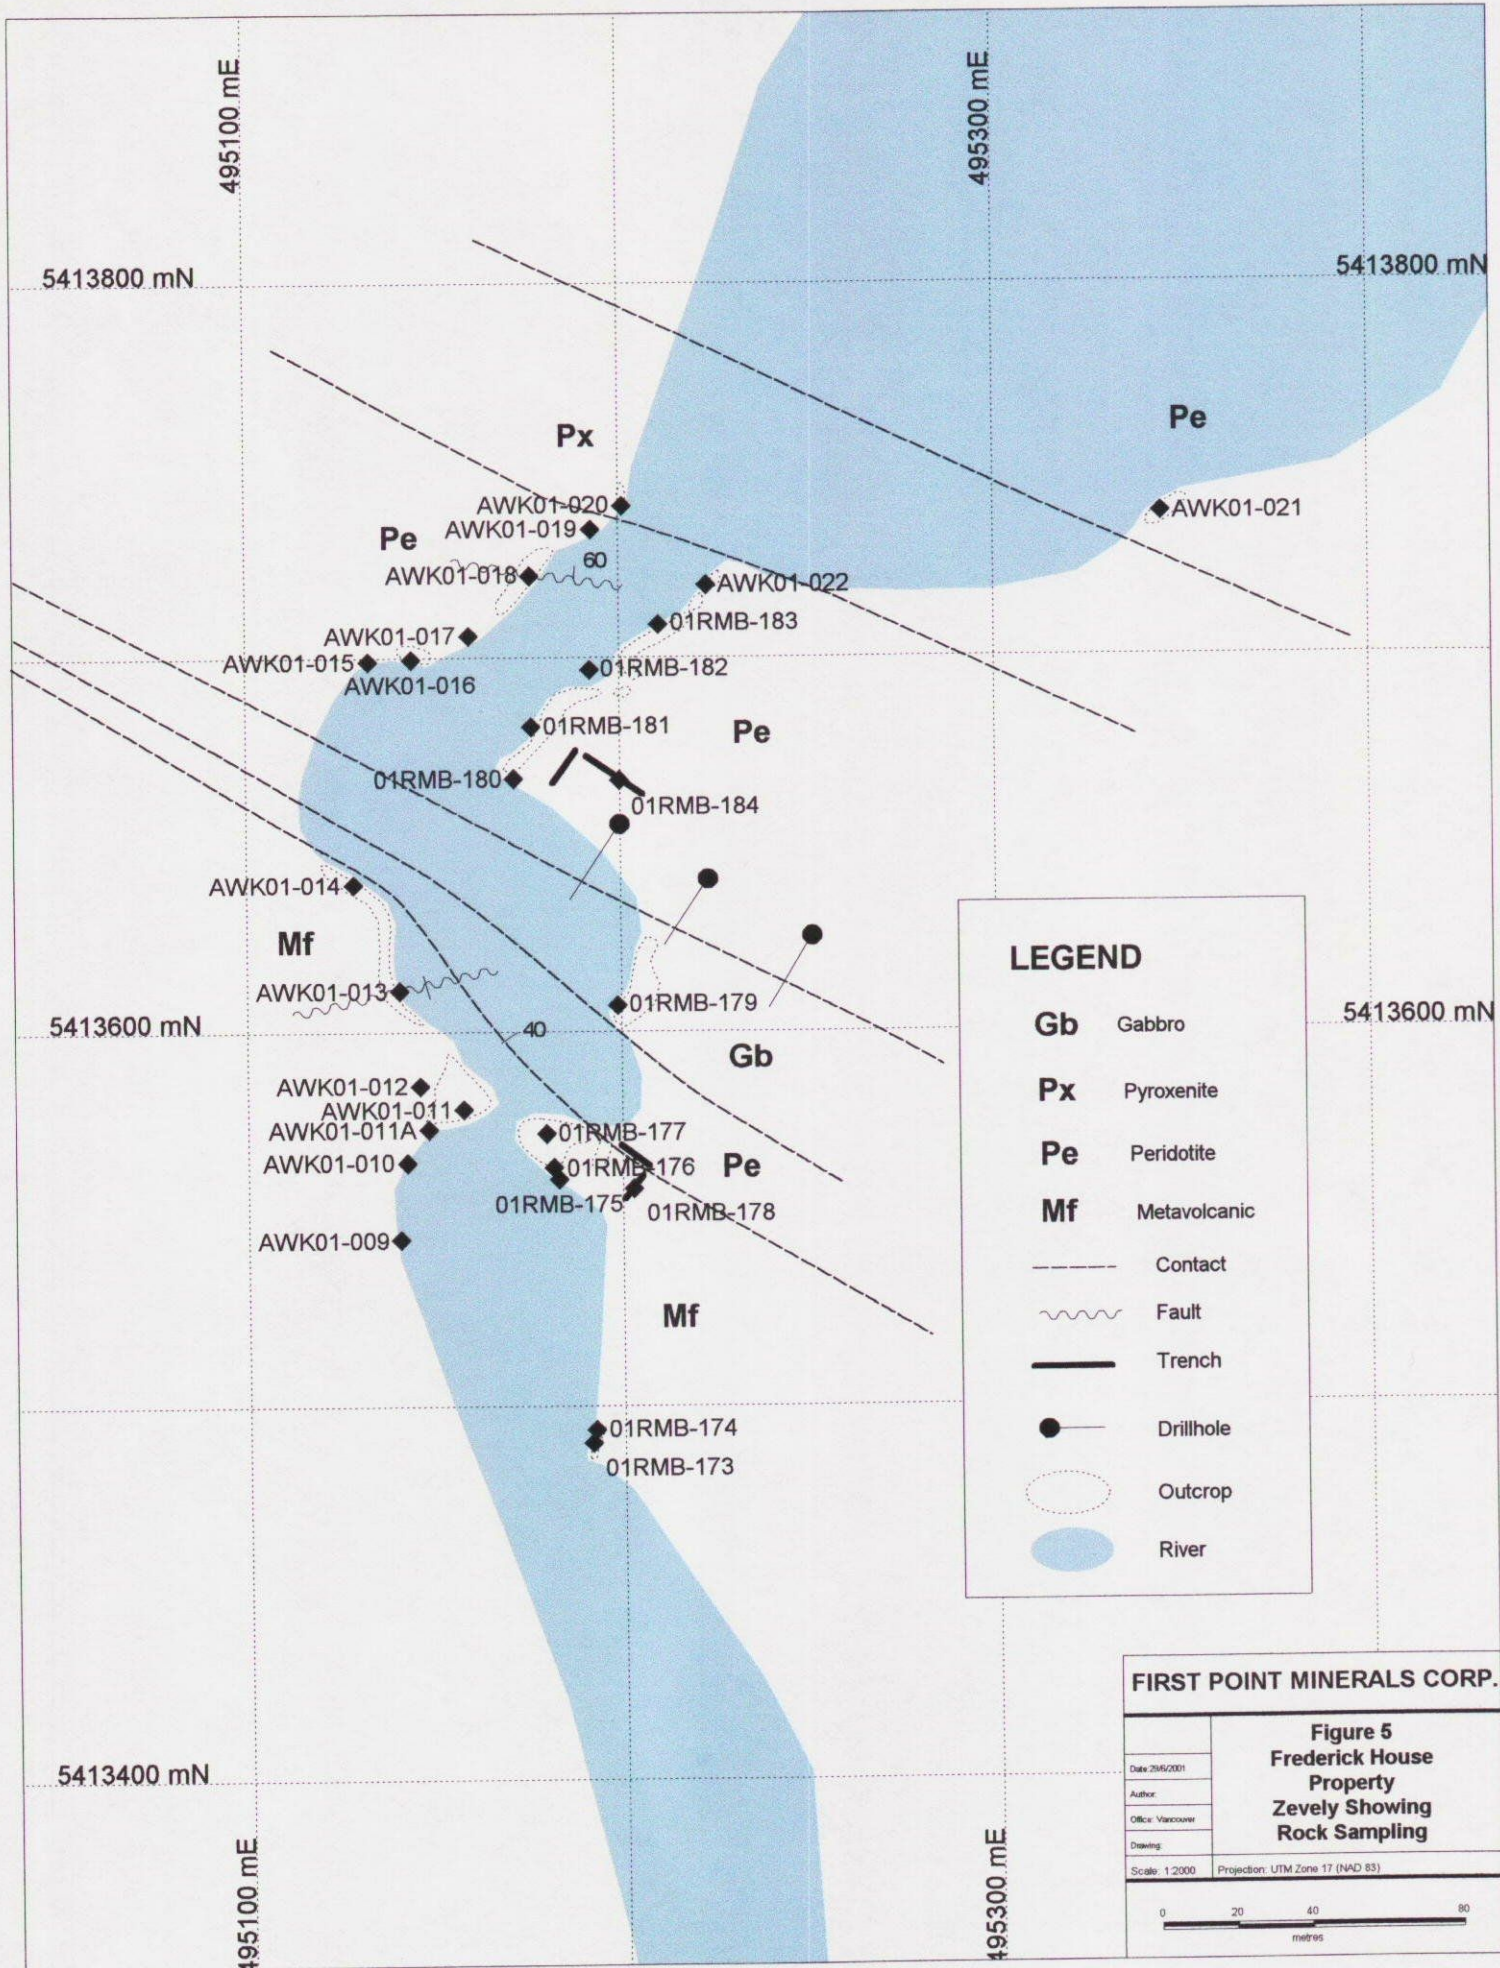 495100 mE
495300 mE
5413800 mN
5413800 mN
Px
Pe
AWK01-020
AWK01-021
AWK01-019
Pe
60
AWK01-018
AWK01-022
01RMB-183
AWK01-017
AWK01-015
01RMB-182
AWK01-016
01RMB-181
Pe
01RMB-180
01RMB-184
AWK01-014
Mf
AWK01-013
01RMB-179
5413600 mN
5413600 mN
40
Gb
AWK01-012
AWK01-011
AWK01-011A
01RMB-177
AWK01-010
01RMB-176
Pe
01RMB-175
01RMB-178
AWK01-009
Mf
01RMB-174
01RMB-173
LEGEND
Gb Gabbro
Px Pyroxenite
Pe Peridotite
Mf Metavolcanic
Contact
Fault
Trench
Drillhole
Outcrop
River
5413400 mN
495100 mE
495300 mE
FIRST POINT MINERALS CORP.
Figure 5
Frederick House
Property
Zevely Showing
Rock Sampling
Date:29/6/2001
Author:
Office: Vancouver
Drawing:
Scale: 1:2000
Projection: UTM Zone 17 (NAD 83)
0 20 40 80
metres